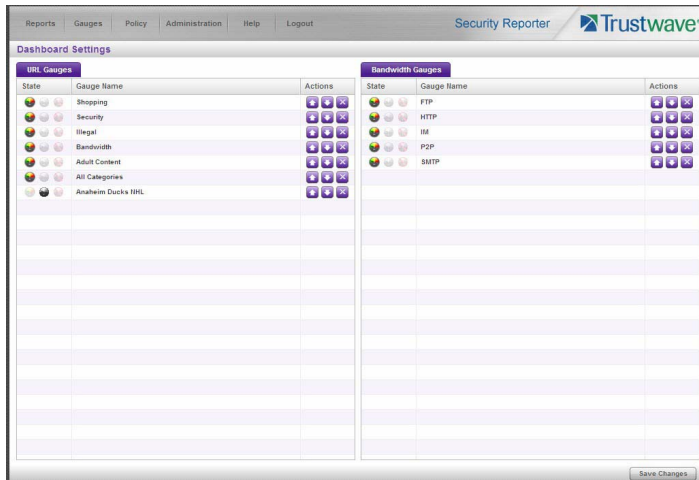 Reports Gauges Policy Administration Help Logout
Security Reporter
Trustwave®
Dashboard Settings
URL Gauges
State Gauge Name Actions
Shopping
Security
Illegal
Bandwidth
Adult Content
All Categories
Anaheim Ducks NHL
Bandwidth Gauges
State Gauge Name Actions
FTP
HTTP
IM
P2P
SMTP
Save Changes